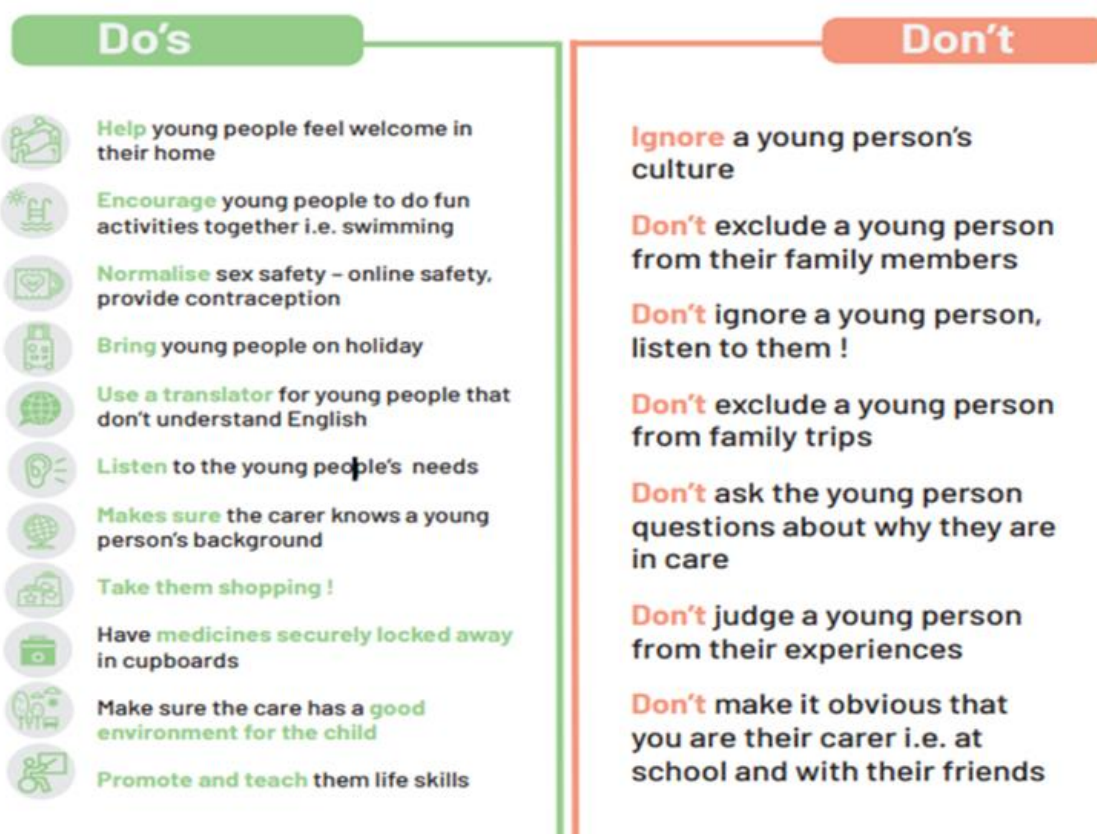 Do's
Help young people feel welcome in
their home
Encourage young people to do fun
activities together i.e. swimming
Normalise sex safety – online safety,
provide contraception
Bring young people on holiday
Use a translator for young people that
don't understand English
Listen to the young people's needs
Makes sure the carer knows a young
person's background
Take them shopping !
Have medicines securely locked away
in cupboards
Make sure the care has a good
environment for the child
Promote and teach them life skills
Don't
Ignore a young person's
culture
Don't exclude a young person
from their family members
Don't ignore a young person,
listen to them !
Don't exclude a young person
from family trips
Don't ask the young person
questions about why they are
in care
Don't judge a young person
from their experiences
Don't make it obvious that
you are their carer i.e. at
school and with their friends